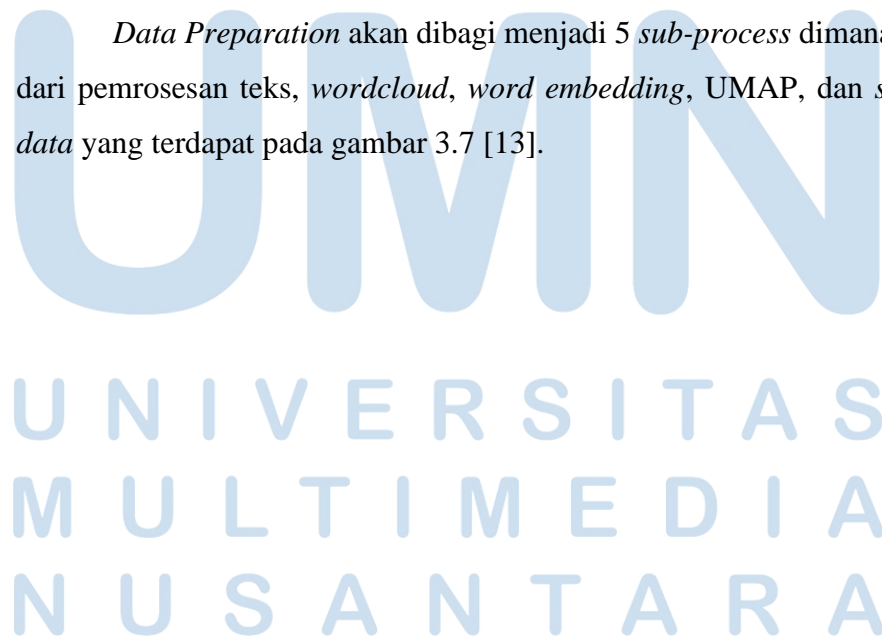 Data Preparation akan dibagi menjadi 5 sub-process dimana
dari pemrosesan teks, wordcloud, word embedding, UMAP, dan s
data yang terdapat pada gambar 3.7 [13].
UMN
UNIVERSITAS
MULTIMEDIA
NUSANTARA